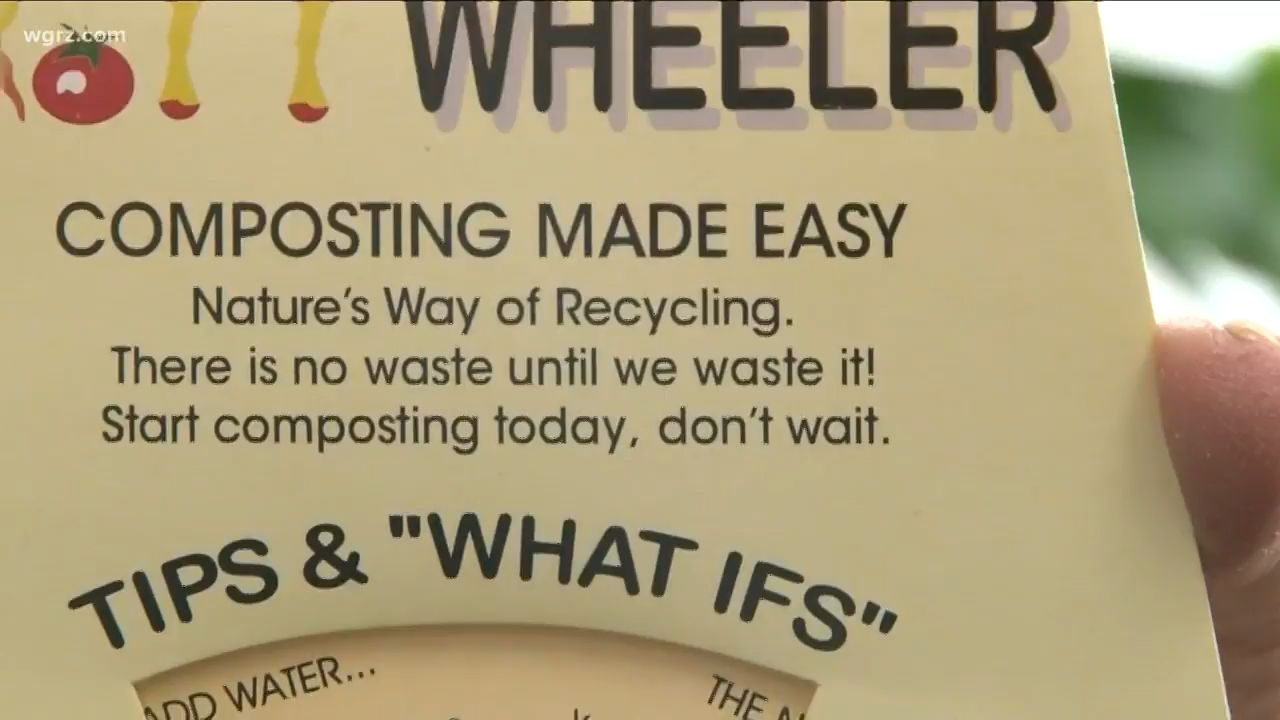 wgrz.com
WHEELER
COMPOSTING MADE EASY
Nature's Way of Recycling.
There is no waste until we waste it!
Start composting today, don't wait.
TIPS & "WHAT IFS"
ADD WATER...
THE